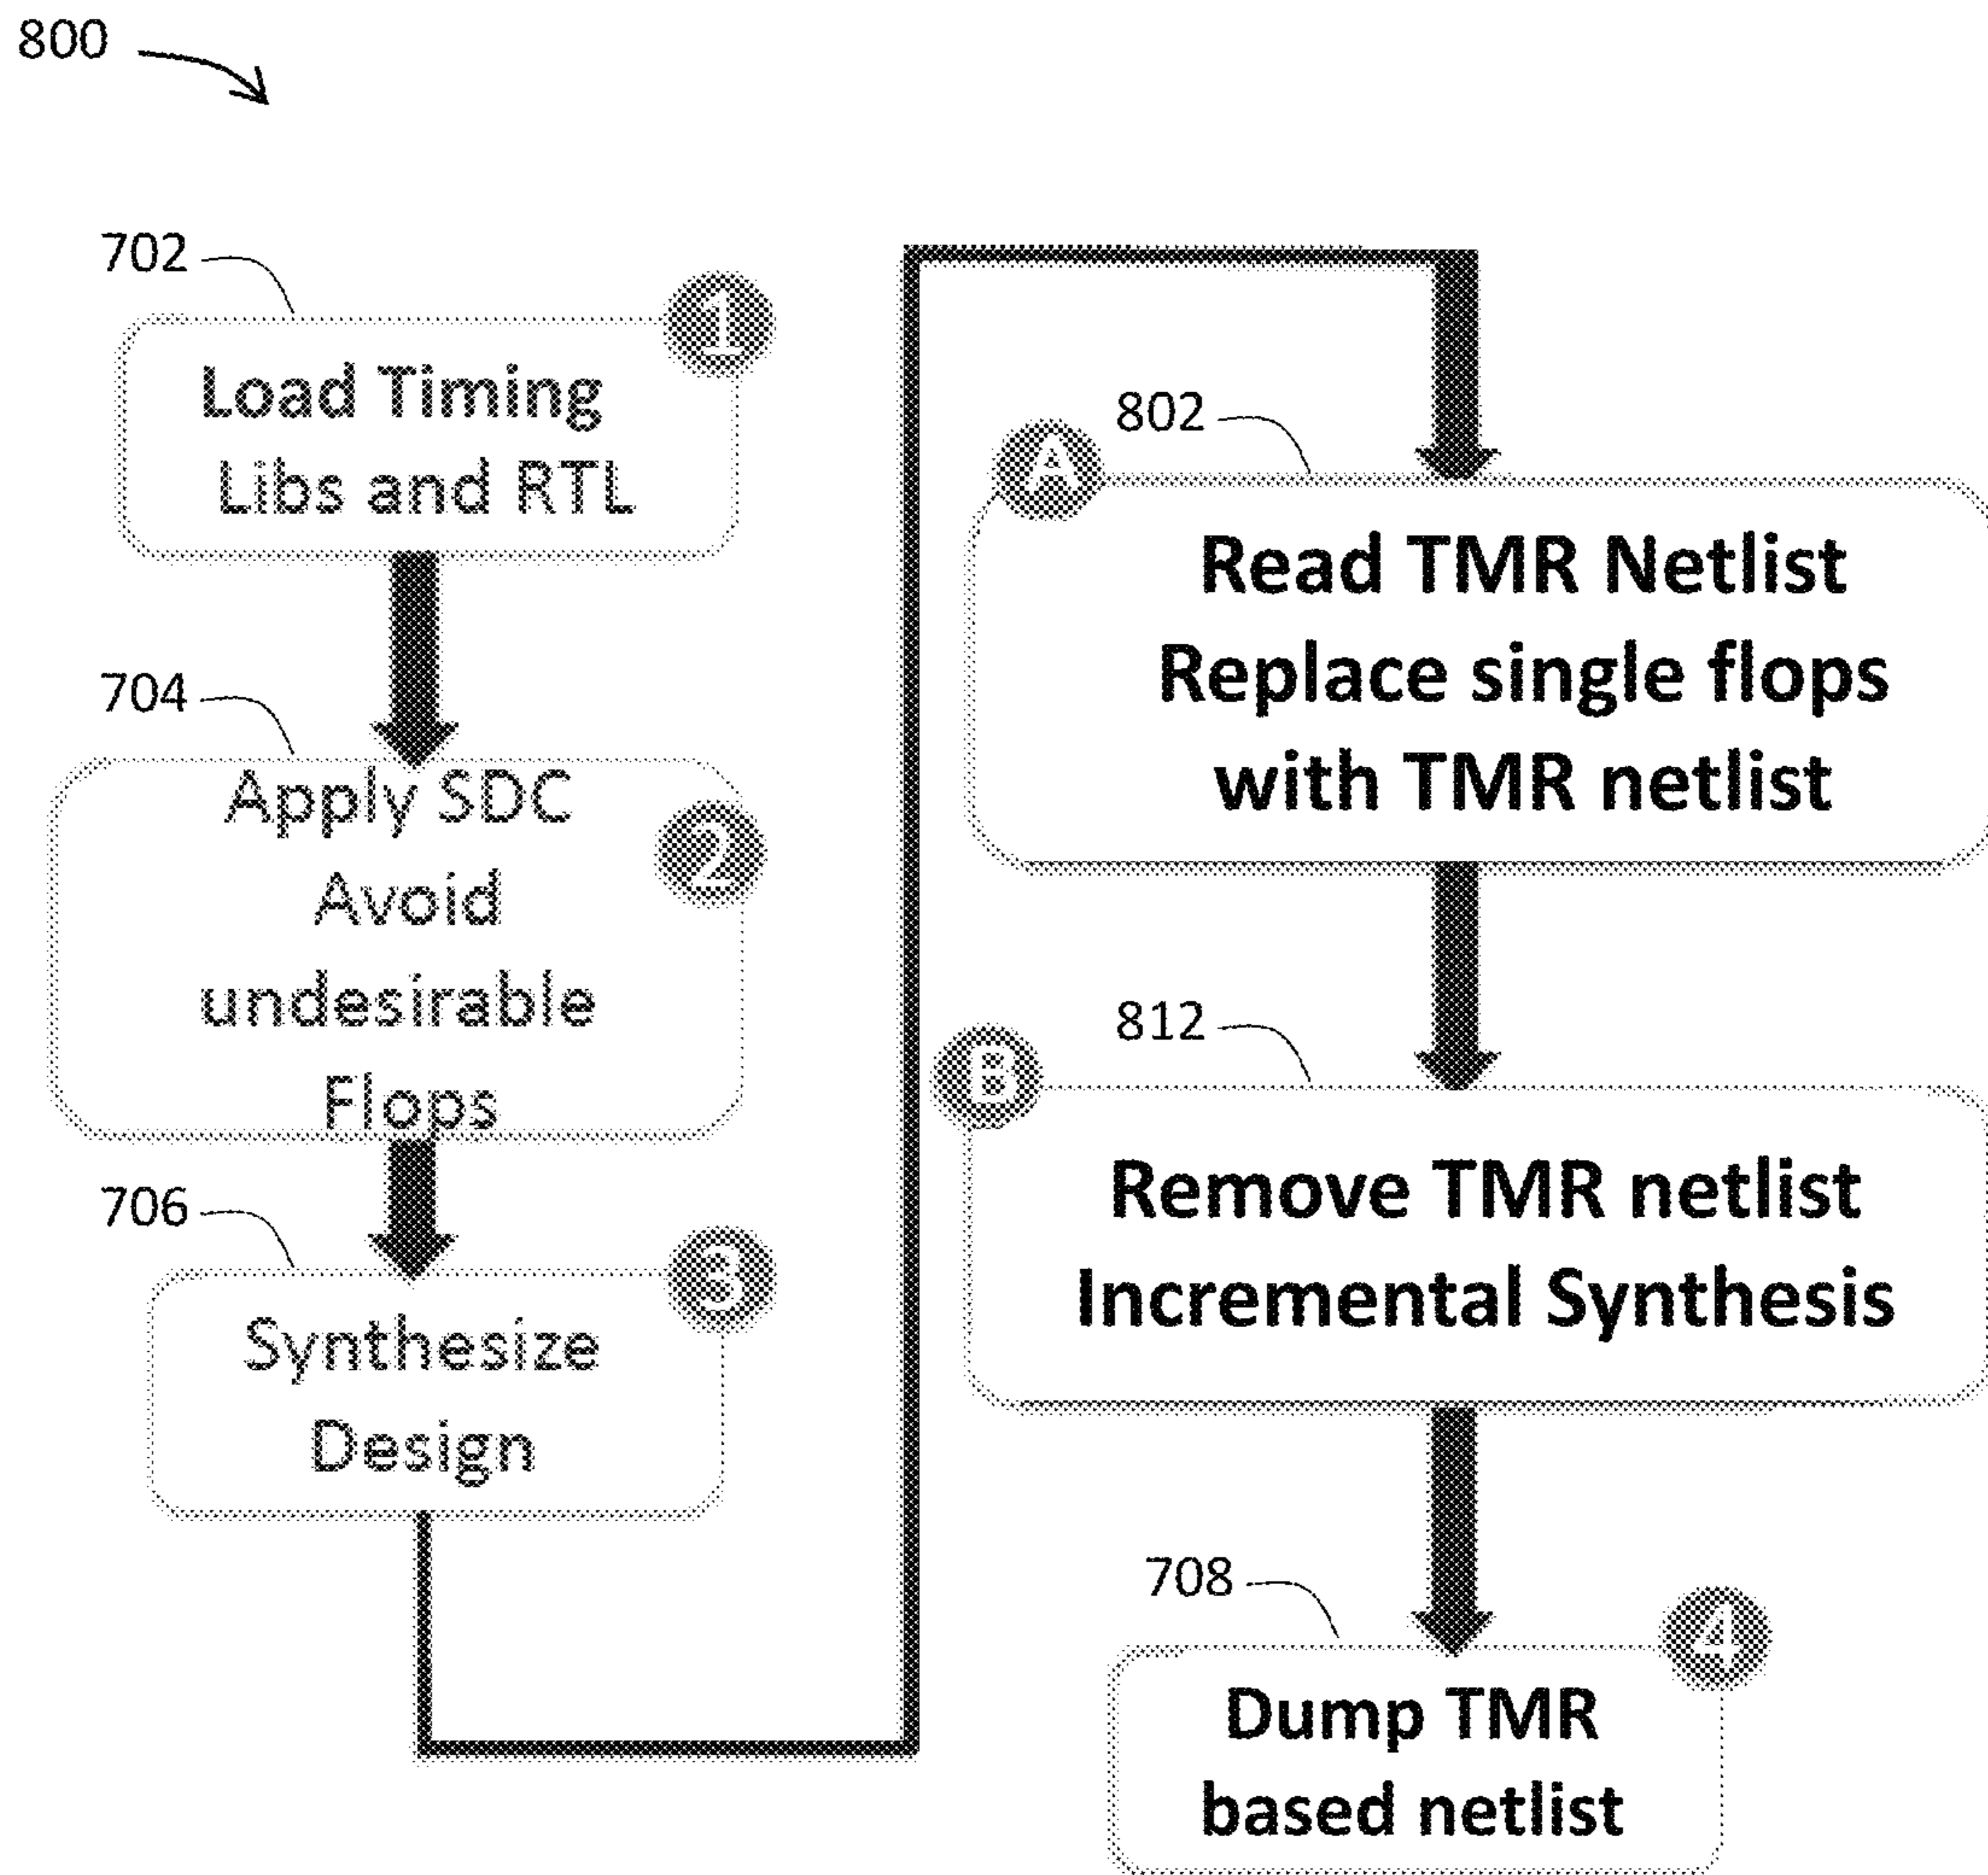 800
702
1
Load Timing
Libs and RTL
704
2
Apply SDC
Avoid
undesirable
Flops
706
3
Synthesize
Design
802
A
Read TMR Netlist
Replace single flops
with TMR netlist
812
B
Remove TMR netlist
Incremental Synthesis
708
4
Dump TMR
based netlist